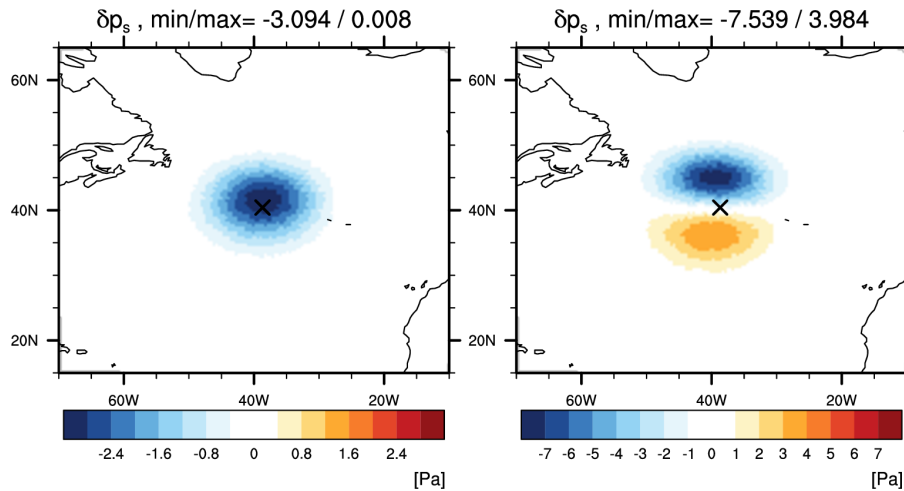 δpₛ , min/max= -3.094 / 0.008
δpₛ , min/max= -7.539 / 3.984
60N
40N
20N
60W 40W 20W
-2.4 -1.6 -0.8 0 0.8 1.6 2.4
[Pa]
60N
40N
20N
60W 40W 20W
-7 -6 -5 -4 -3 -2 -1 0 1 2 3 4 5 6 7
[Pa]